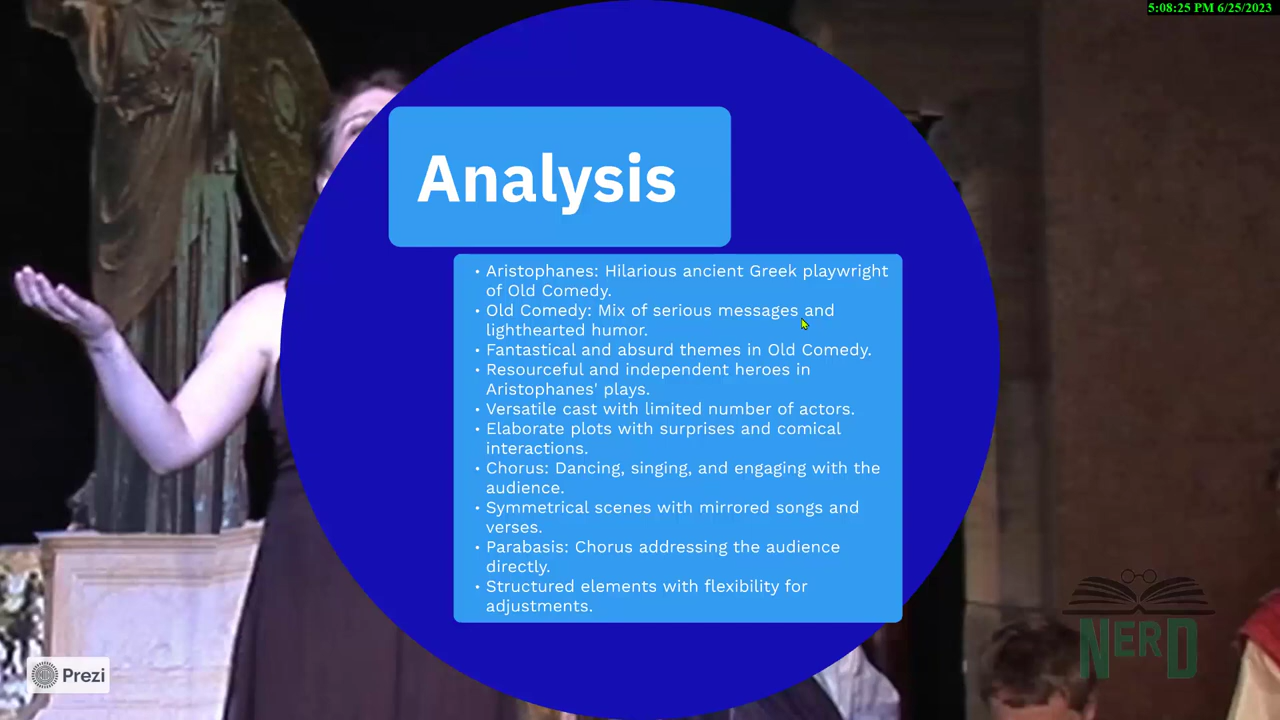 5:08:25 PM 6/25/2023
Analysis
• Aristophanes: Hilarious ancient Greek playwright
of Old Comedy.
• Old Comedy: Mix of serious messages and
lighthearted humor.
• Fantastical and absurd themes in Old Comedy.
• Resourceful and independent heroes in
Aristophanes' plays.
• Versatile cast with limited number of actors.
• Elaborate plots with surprises and comical
interactions.
• Chorus: Dancing, singing, and engaging with the
audience.
• Symmetrical scenes with mirrored songs and
verses.
• Parabasis: Chorus addressing the audience
directly.
• Structured elements with flexibility for
adjustments.
NERD
Prezi